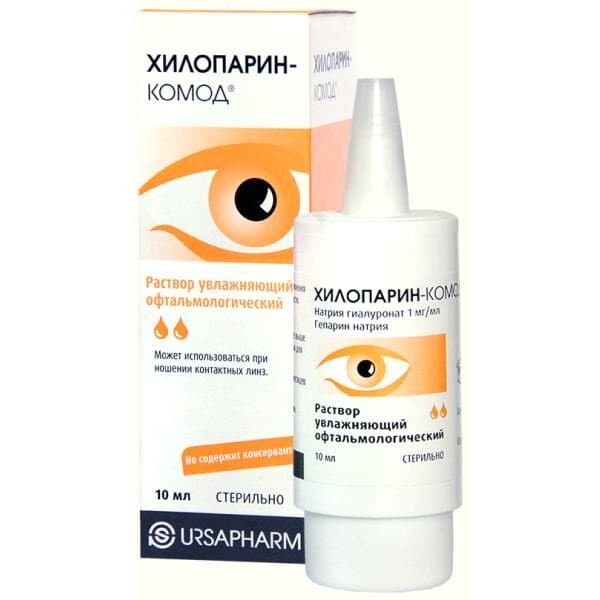 ХИЛОПАРИН-
КОМОД®
Раствор увлажняющий
офтальмологический
Может использоваться при
ношении контактных линз.
Не содержит консервант
10 мл СТЕРИЛЬНО
URSAPHARM
ХИЛОПАРИН-КОМОД
Натрия гиалуронат 1 мг/мл
Гепарин натрия
Раствор
увлажняющий
офтальмологический
10 мл СТЕРИЛЬНО